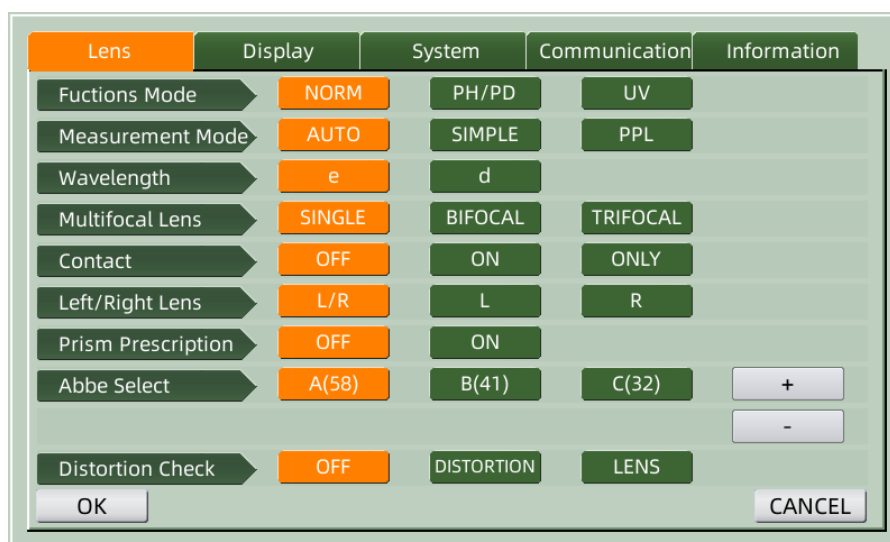 Lens Display System Communication Information
Fuctions Mode NORM PH/PD UV
Measurement Mode AUTO SIMPLE PPL
Wavelength e d
Multifocal Lens SINGLE BIFOCAL TRIFOCAL
Contact OFF ON ONLY
Left/Right Lens L/R L R
Prism Prescription OFF ON
Abbe Select A(58) B(41) C(32) +
-
Distortion Check OFF DISTORTION LENS
OK CANCEL